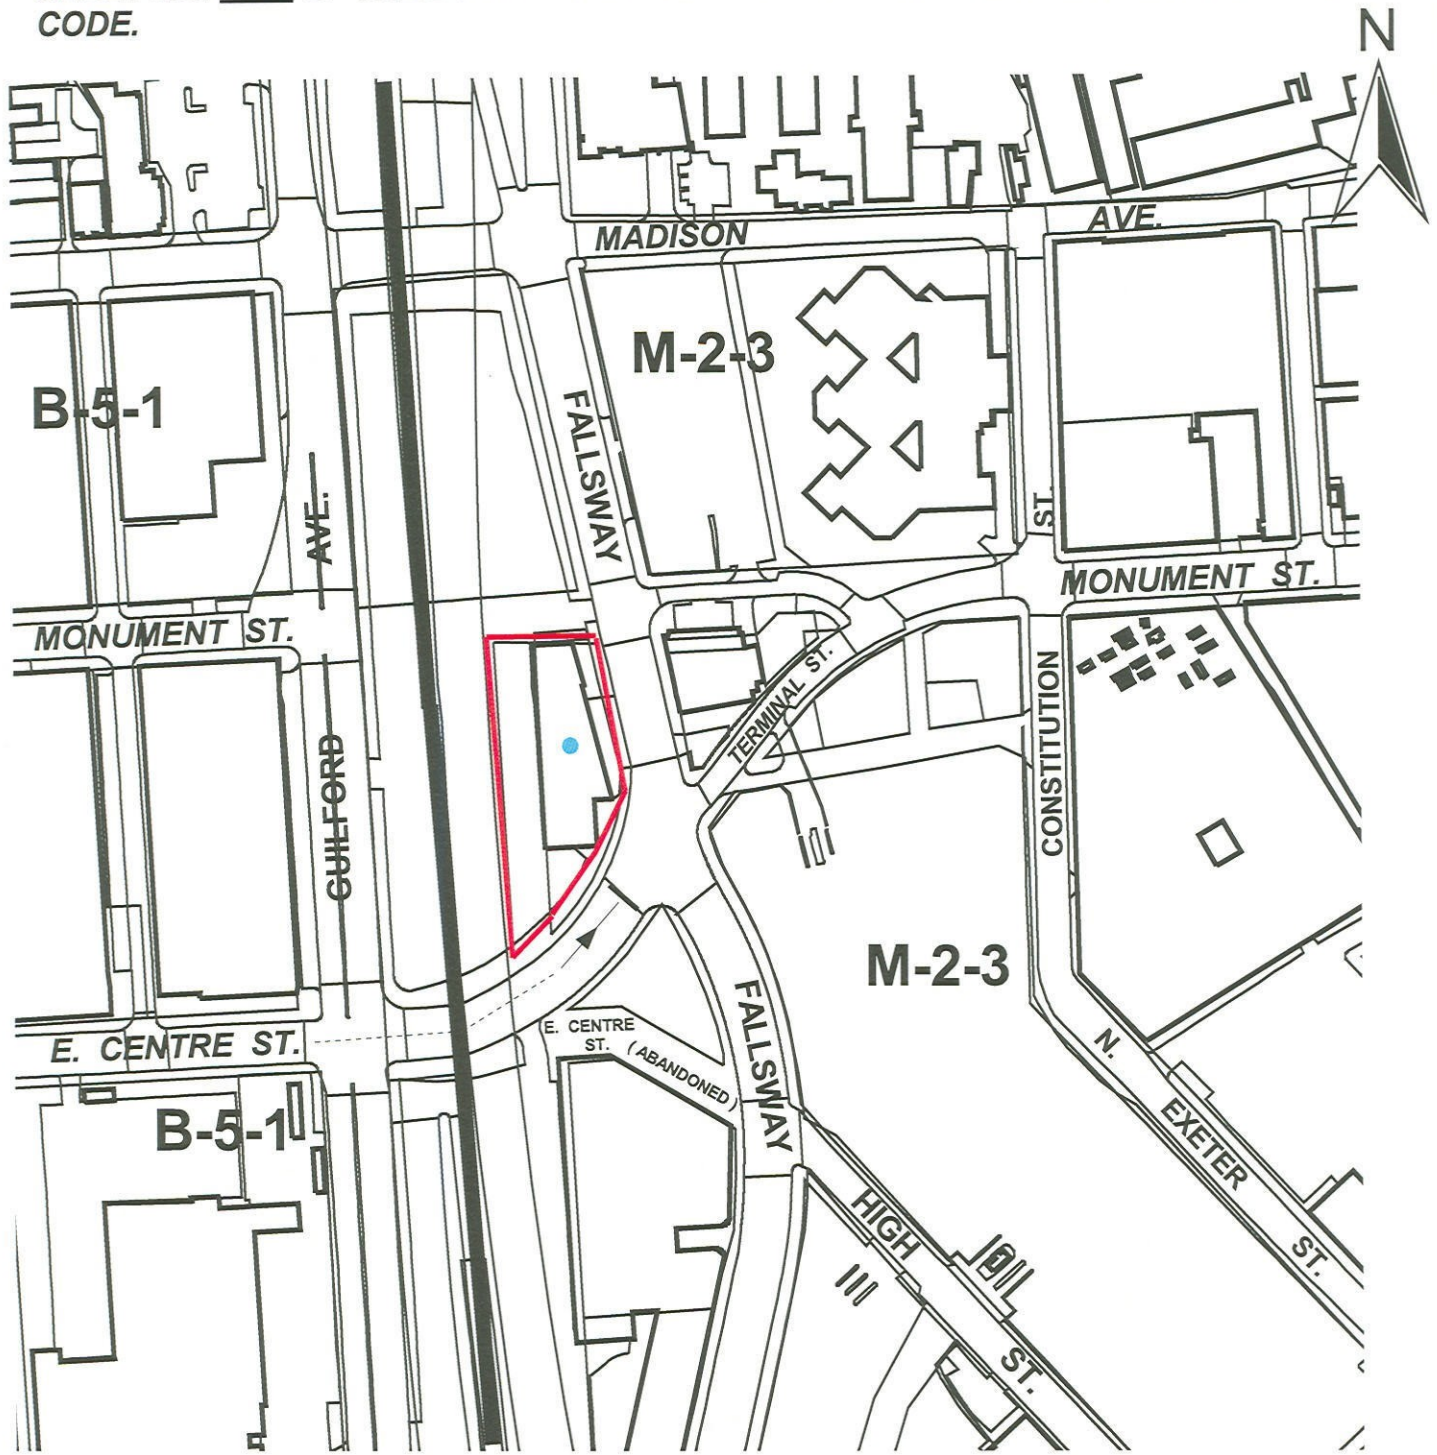 CODE.
N
MADISON AVE.
M-2-3
B-5-1
FALLSWAY
AVE.
ST.
MONUMENT ST.
MONUMENT ST.
TERMINAL ST.
CONSTITUTION
GUILFORD
M-2-3
FALLSWAY
E. CENTRE ST.
E. CENTRE
ST. (ABANDONED)
N. EXETER ST.
B-5-1
HIGH ST.